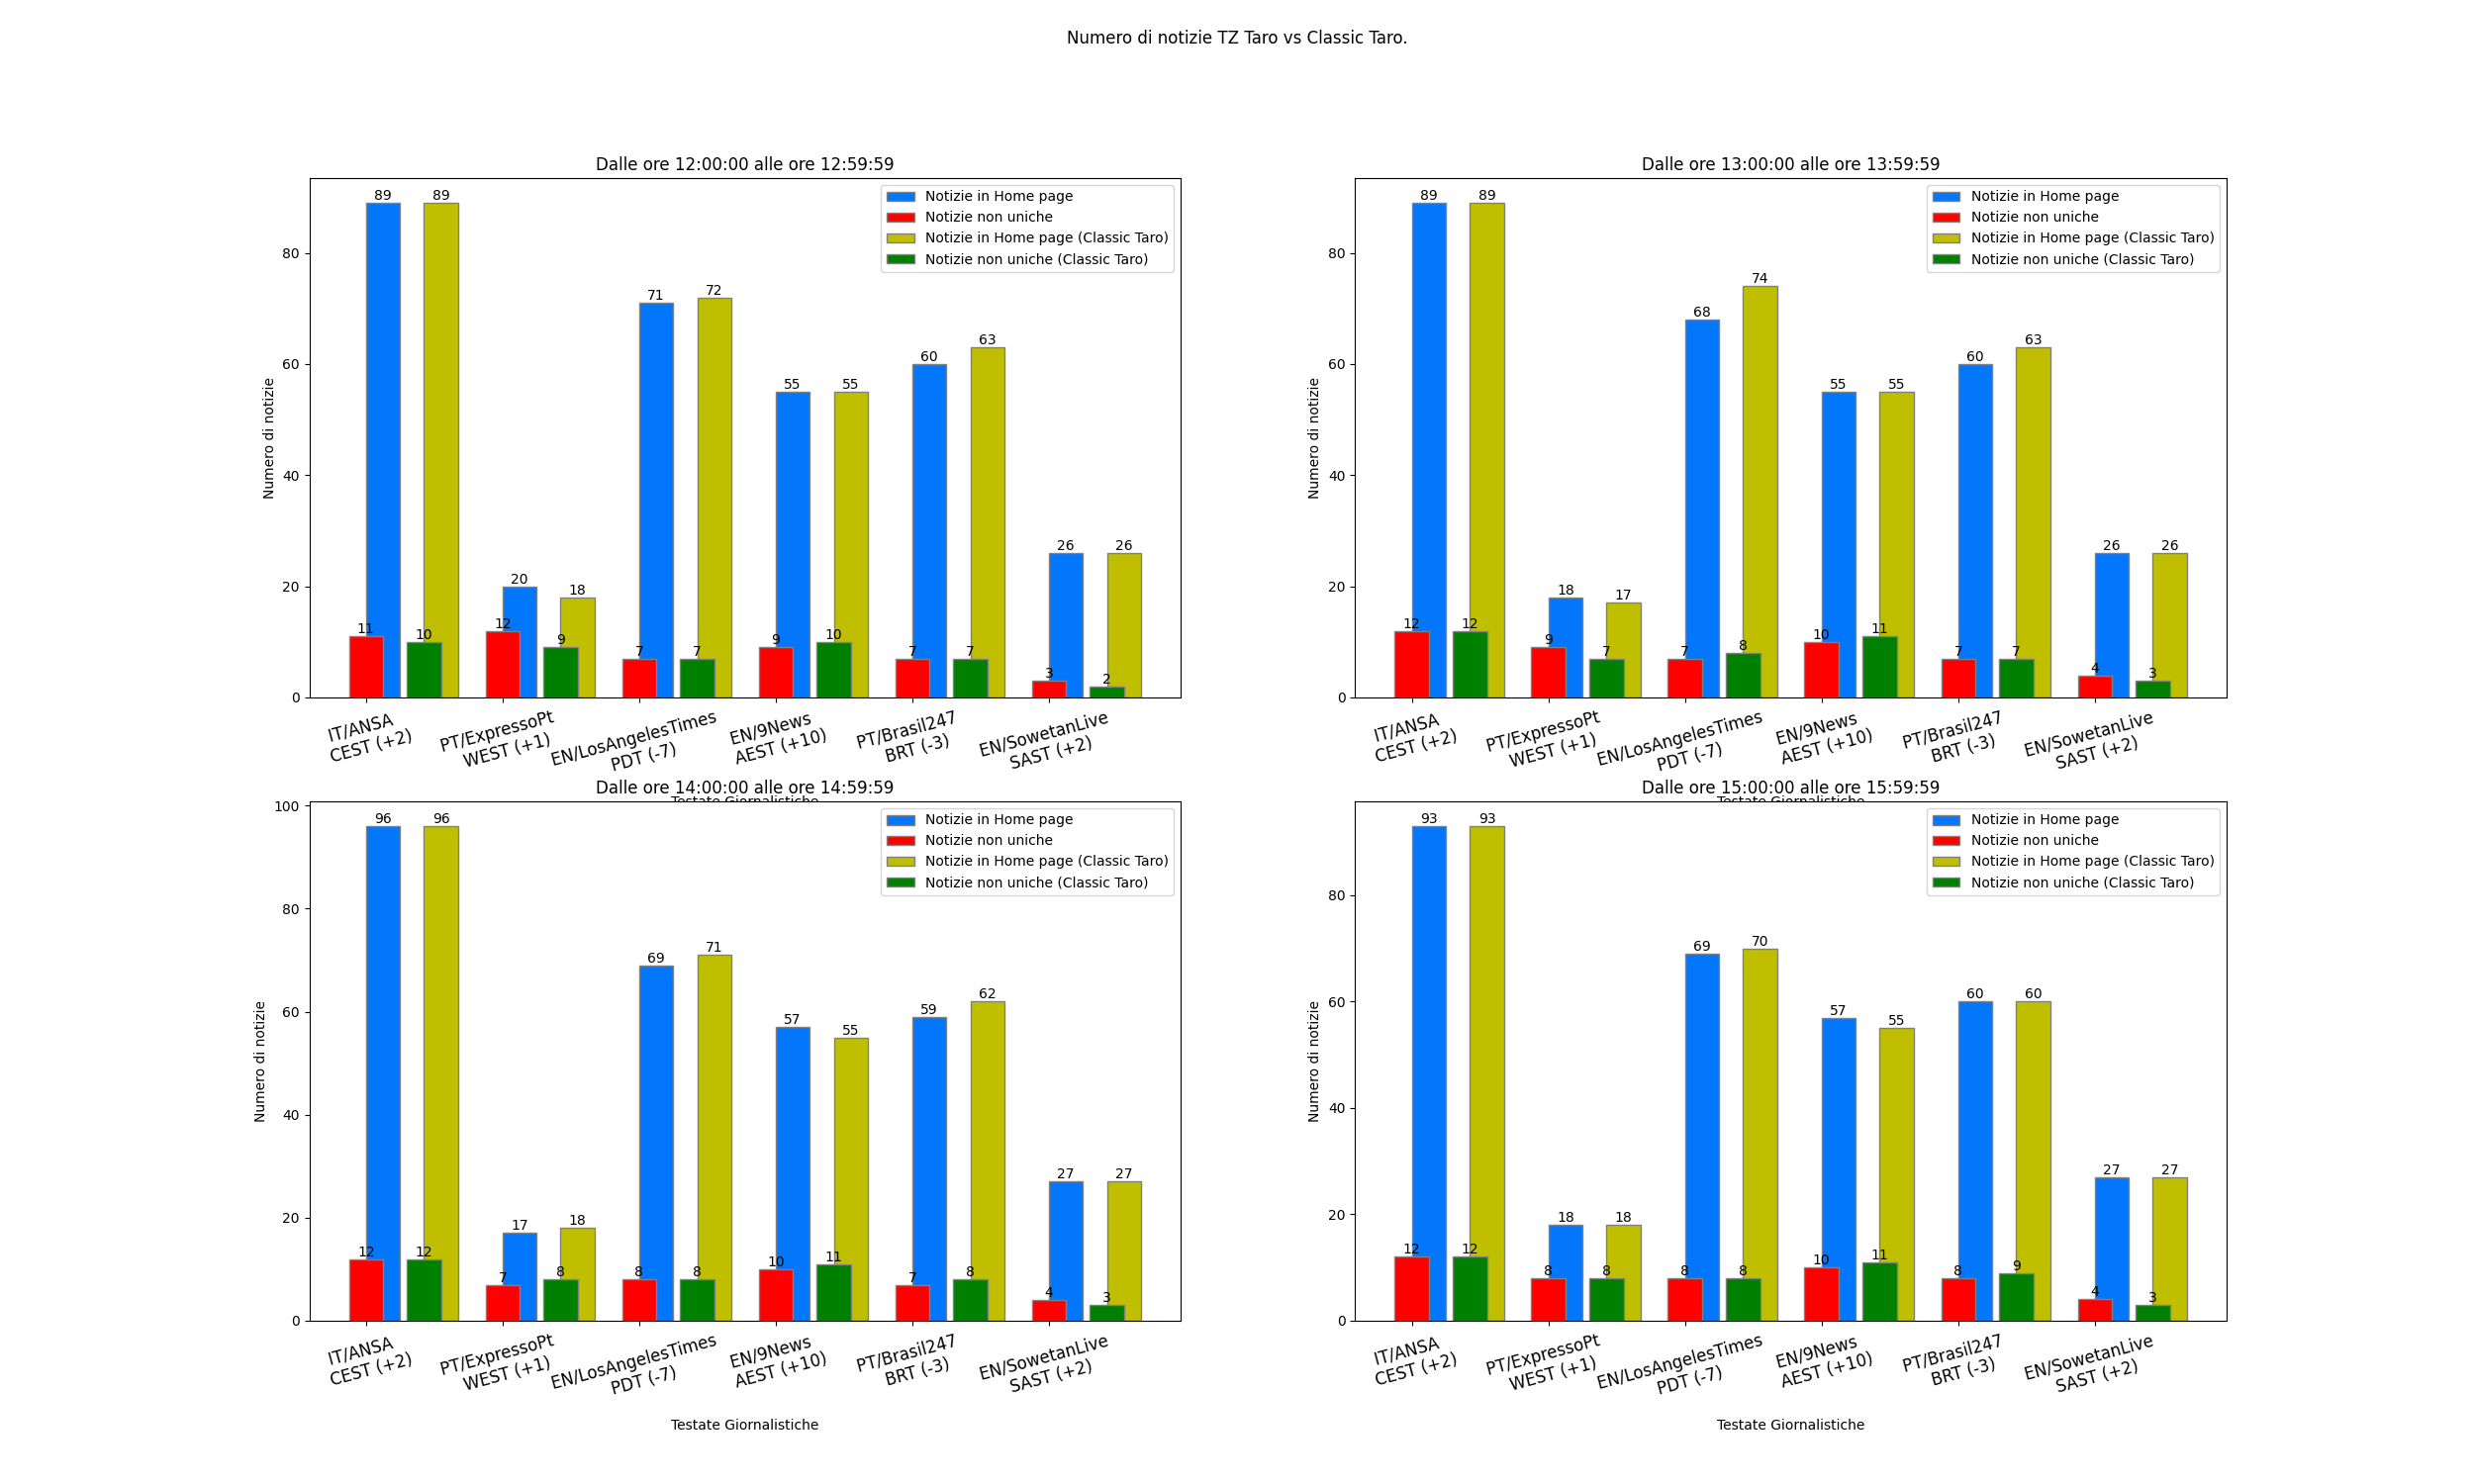 Numero di notizie TZ Taro vs Classic Taro.
Dalle ore 12:00:00 alle ore 12:59:59
Notizie in Home page
Notizie non uniche
Notizie in Home page (Classic Taro)
Notizie non uniche (Classic Taro)
Numero di notizie
80
60
40
20
0
89 89
71 72
55 55
60 63
20 18
26 26
11 10 12 9 7 7 9 10 7 7 3 2
IT/ANSA
CEST (+2)
PT/ExpressoPt
WEST (+1)
EN/LosAngelesTimes
PDT (-7)
EN/9News
AEST (+10)
PT/Brasil247
BRT (-3)
EN/SowetanLive
SAST (+2)
Testate Giornalistiche
Dalle ore 13:00:00 alle ore 13:59:59
Notizie in Home page
Notizie non uniche
Notizie in Home page (Classic Taro)
Notizie non uniche (Classic Taro)
Numero di notizie
80
60
40
20
0
89 89
68 74
55 55
60 63
18 17
26 26
12 12 9 7 7 8 10 11 7 7 4 3
IT/ANSA
CEST (+2)
PT/ExpressoPt
WEST (+1)
EN/LosAngelesTimes
PDT (-7)
EN/9News
AEST (+10)
PT/Brasil247
BRT (-3)
EN/SowetanLive
SAST (+2)
Testate Giornalistiche
Dalle ore 14:00:00 alle ore 14:59:59
Notizie in Home page
Notizie non uniche
Notizie in Home page (Classic Taro)
Notizie non uniche (Classic Taro)
Numero di notizie
100
80
60
40
20
0
96 96
69 71
57 55
59 62
17 18
27 27
12 12 7 8 8 8 10 11 7 8 4 3
IT/ANSA
CEST (+2)
PT/ExpressoPt
WEST (+1)
EN/LosAngelesTimes
PDT (-7)
EN/9News
AEST (+10)
PT/Brasil247
BRT (-3)
EN/SowetanLive
SAST (+2)
Testate Giornalistiche
Dalle ore 15:00:00 alle ore 15:59:59
Notizie in Home page
Notizie non uniche
Notizie in Home page (Classic Taro)
Notizie non uniche (Classic Taro)
Numero di notizie
80
60
40
20
0
93 93
69 70
57 55
60 60
18 18
27 27
12 12 8 8 8 8 10 11 8 9 4 3
IT/ANSA
CEST (+2)
PT/ExpressoPt
WEST (+1)
EN/LosAngelesTimes
PDT (-7)
EN/9News
AEST (+10)
PT/Brasil247
BRT (-3)
EN/SowetanLive
SAST (+2)
Testate Giornalistiche